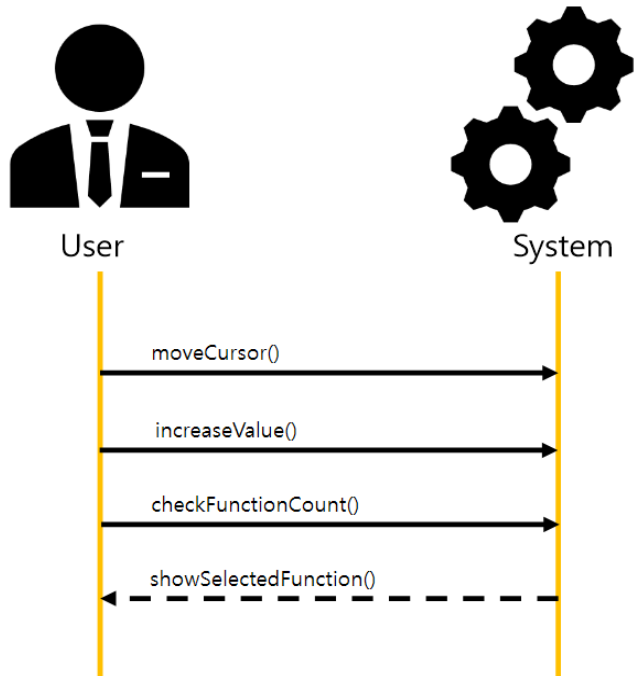 User
System
moveCursor()
increaseValue()
checkFunctionCount()
showSelectedFunction()